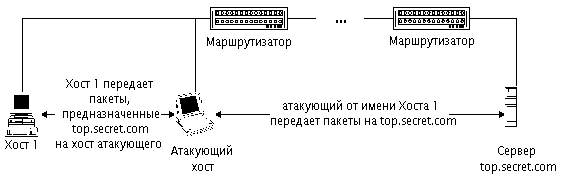 ...
Маршрутизатор
Маршрутизатор
Хост 1 передает
пакеты,
предназначенные
top.secret.com
на хост атакующего
атакующий от имени Хоста 1
передает пакеты на top.secret.com
Хост 1
Атакующий
хост
Сервер
top.secret.com